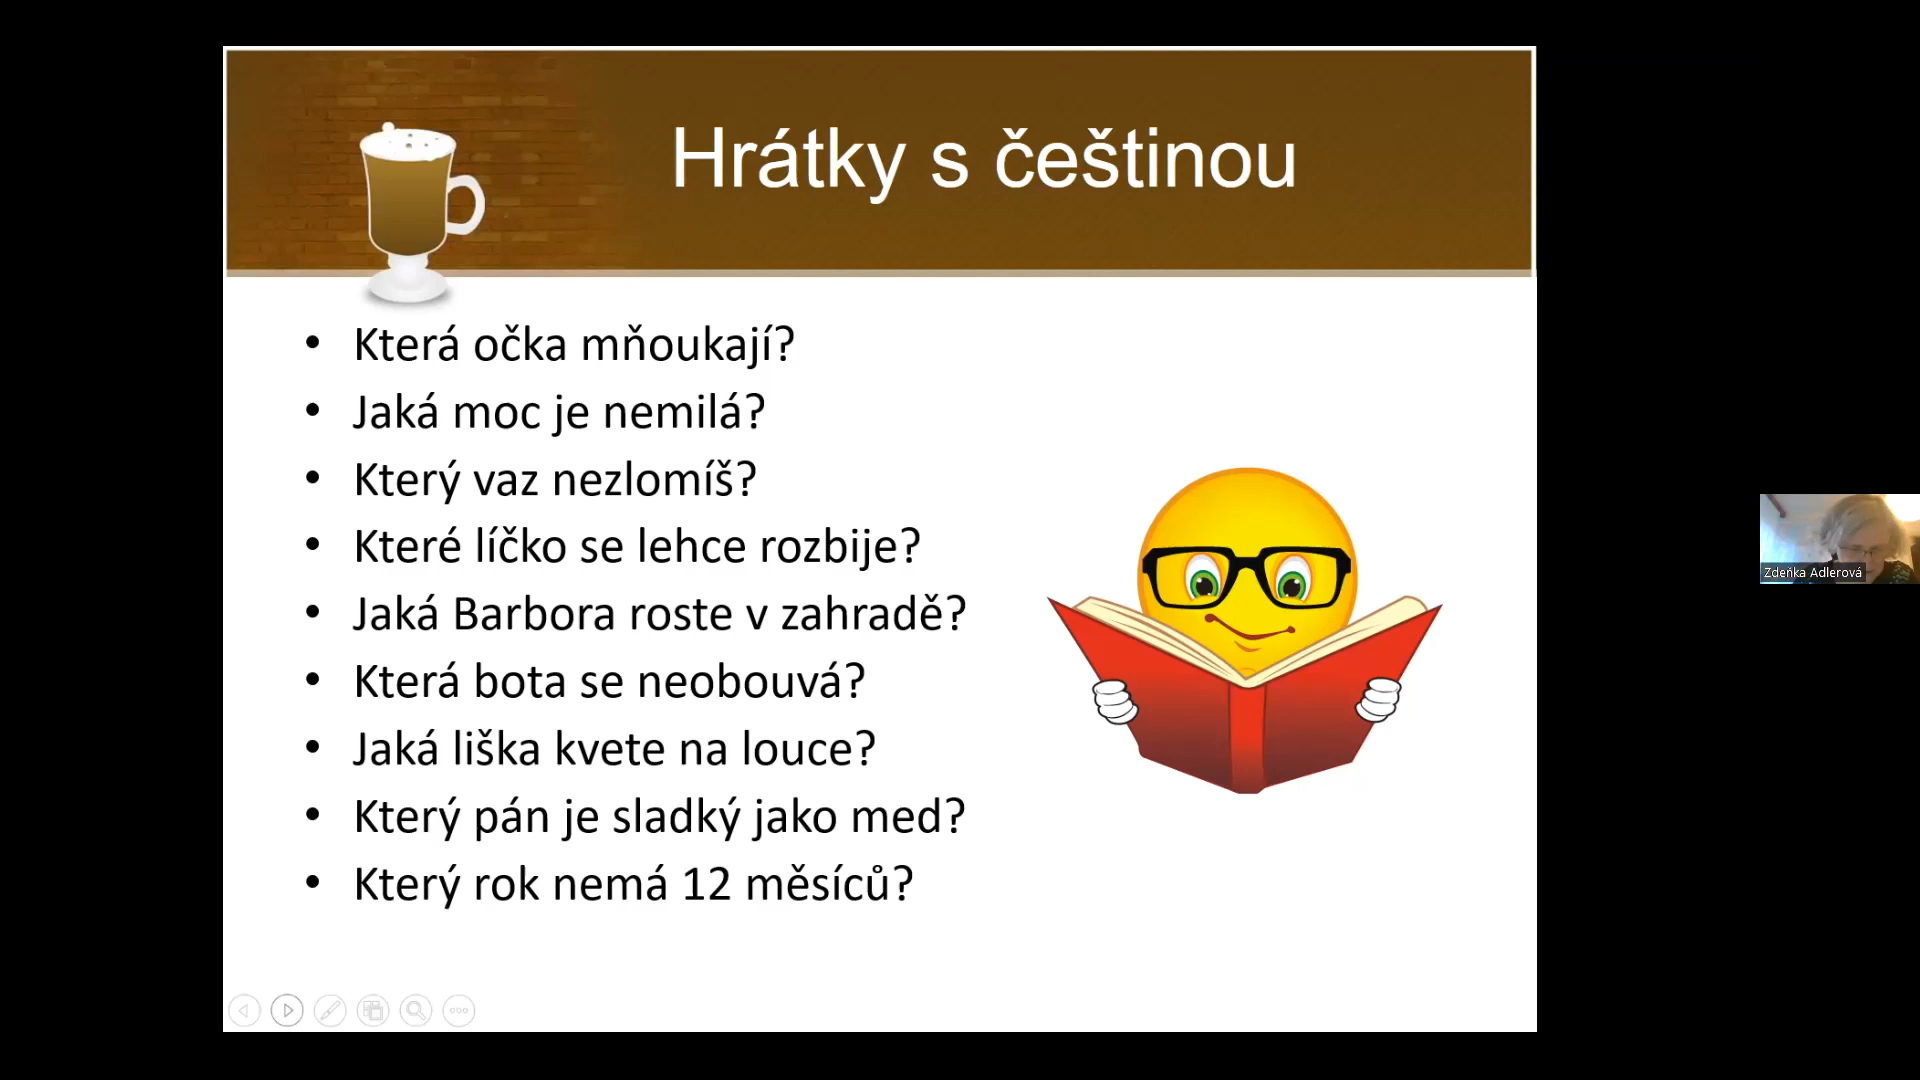 Hrátky s češtinou
• Která očka mňoukají?
• Jaká moc je nemilá?
• Který vaz nezlomíš?
• Které líčko se lehce rozbije?
• Jaká Barbora roste v zahradě?
• Která bota se neobouvá?
• Jaká liška kvete na louce?
• Který pán je sladký jako med?
• Který rok nemá 12 měsíců?
Zdeňka Adlerová